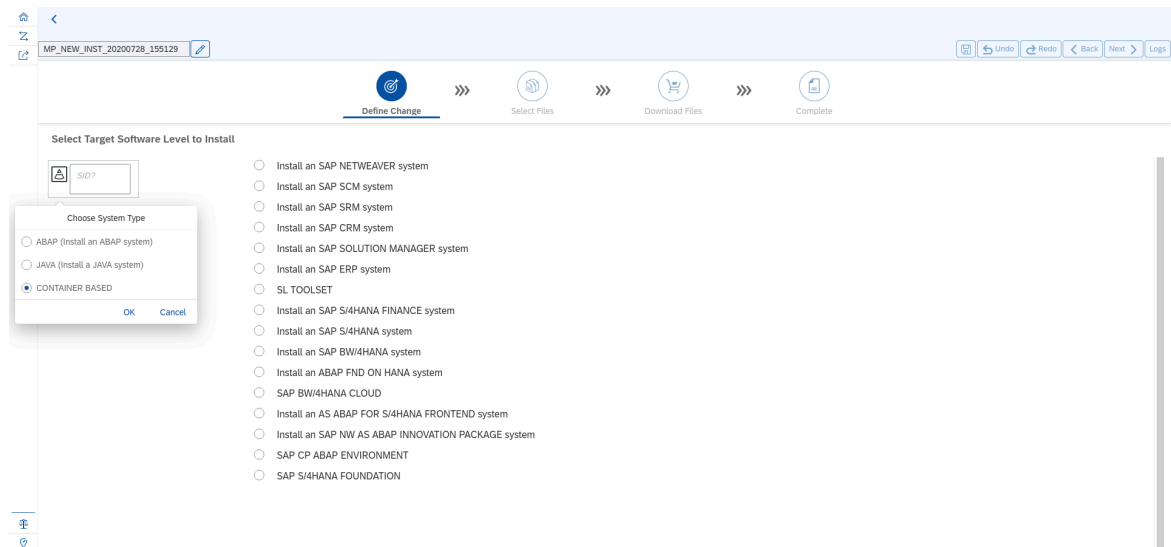 MP_NEW_INST_20200728_155129
Undo
Redo
Back
Next
Logs
Define Change
Select Files
Download Files
Complete
Select Target Software Level to Install
SID?
Choose System Type
ABAP (Install an ABAP system)
JAVA (Install a JAVA system)
CONTAINER BASED
OK
Cancel
Install an SAP NETWEAVER system
Install an SAP SCM system
Install an SAP SRM system
Install an SAP CRM system
Install an SAP SOLUTION MANAGER system
Install an SAP ERP system
SL TOOLSET
Install an SAP S/4HANA FINANCE system
Install an SAP S/4HANA system
Install an SAP BW/4HANA system
Install an ABAP FND ON HANA system
SAP BW/4HANA CLOUD
Install an AS ABAP FOR S/4HANA FRONTEND system
Install an SAP NW AS ABAP INNOVATION PACKAGE system
SAP CP ABAP ENVIRONMENT
SAP S/4HANA FOUNDATION